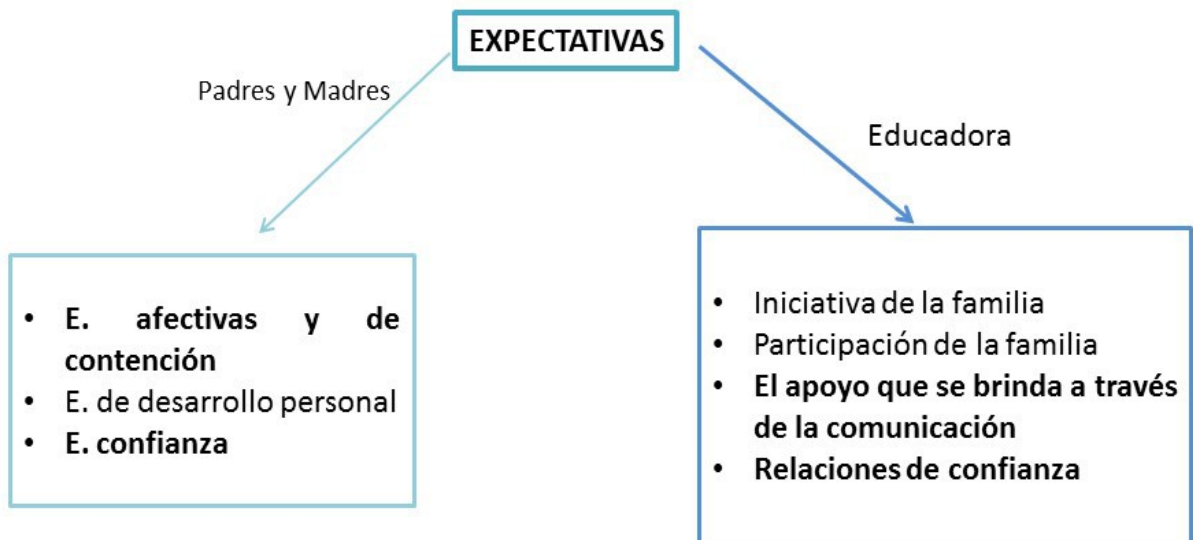 EXPECTATIVAS
Padres y Madres
Educadora
• E. afectivas y de
contención
• E. de desarrollo personal
• E. confianza
• Iniciativa de la familia
• Participación de la familia
• El apoyo que se brinda a través
de la comunicación
• Relaciones de confianza